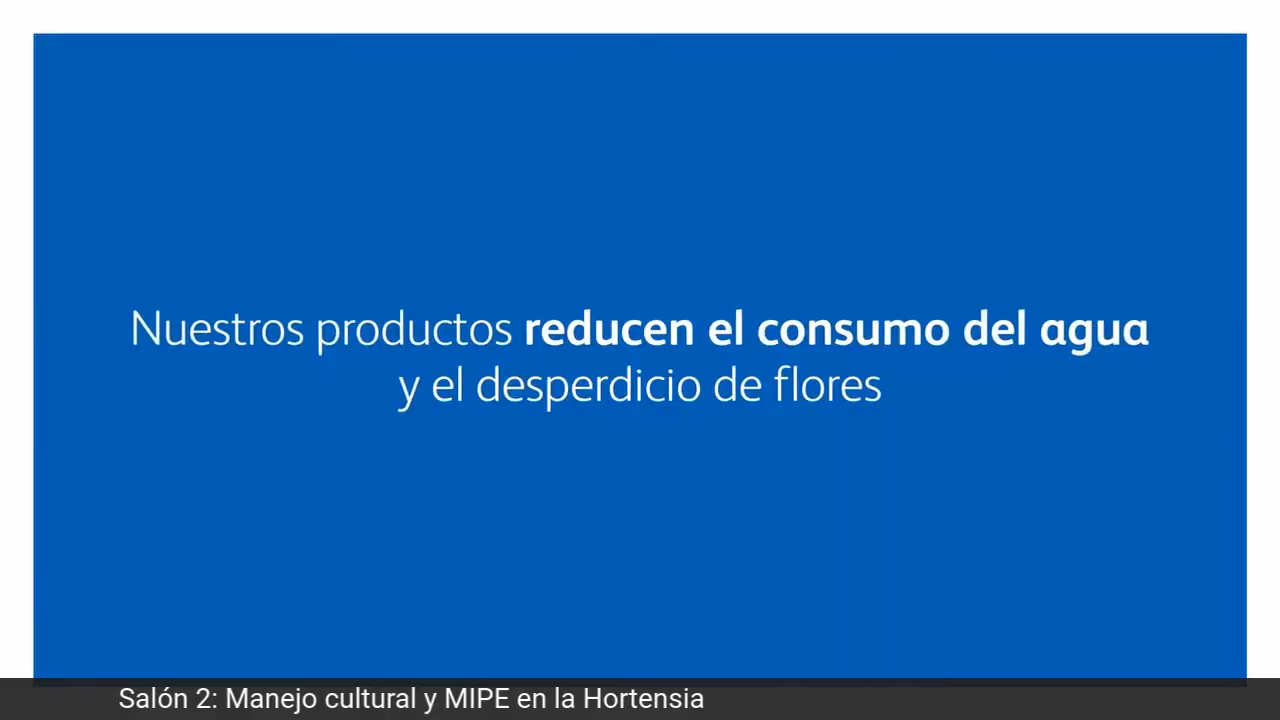 Nuestros productos reducen el consumo del agua
y el desperdicio de flores
Salón 2: Manejo cultural y MIPE en la Hortensia